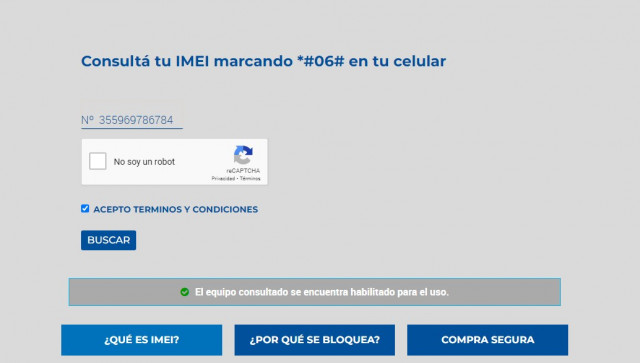 Consultá tu IMEI marcando *#06# en tu celular
Nº 355969786784
No soy un robot
reCAPTCHA
Privacidad • Términos
ACEPTO TERMINOS Y CONDICIONES
BUSCAR
El equipo consultado se encuentra habilitado para el uso.
¿QUÉ ES IMEI? ¿POR QUÉ SE BLOQUEA? COMPRA SEGURA